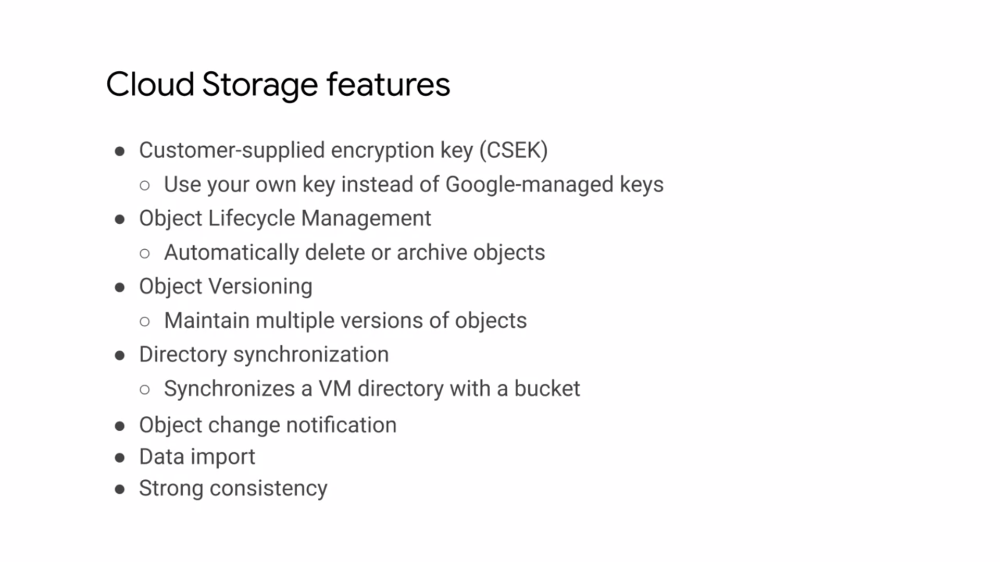 Cloud Storage features
● Customer-supplied encryption key (CSEK)
○ Use your own key instead of Google-managed keys
● Object Lifecycle Management
○ Automatically delete or archive objects
● Object Versioning
○ Maintain multiple versions of objects
● Directory synchronization
○ Synchronizes a VM directory with a bucket
● Object change notification
● Data import
● Strong consistency